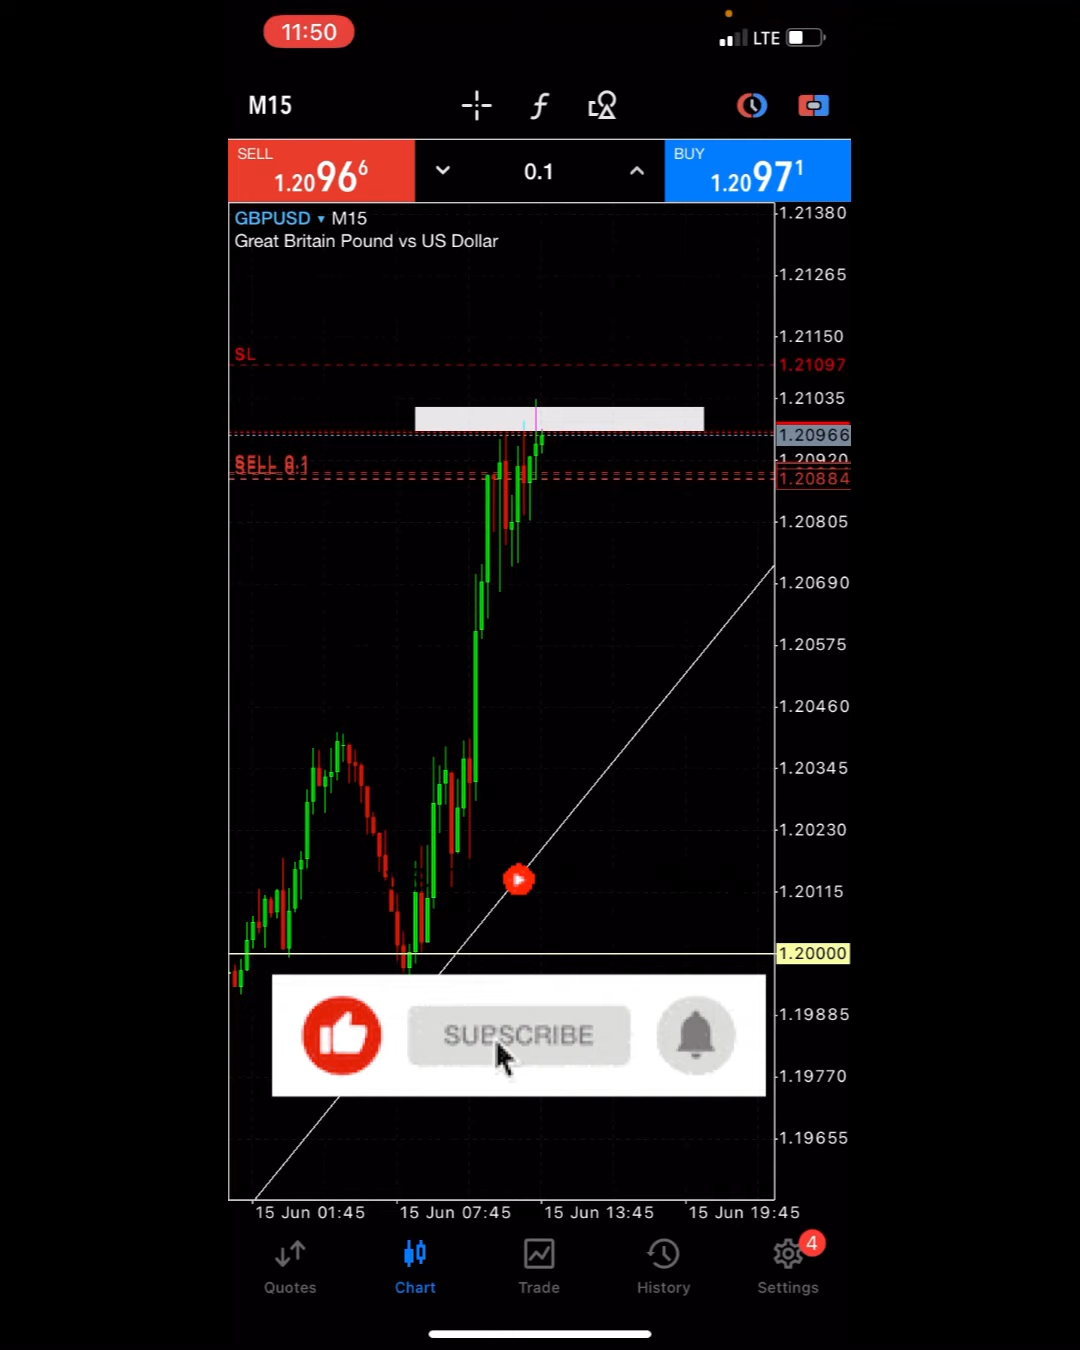 11:50
LTE
M15
SELL
1.20966
0.1
BUY
1.20971
GBPUSD ▾ M15
Great Britain Pound vs US Dollar
1.21380
1.21265
1.21150
SL
1.21097
1.21035
1.20966
1.20920
SELL 0.1
1.20884
1.20805
1.20690
1.20575
1.20460
1.20345
1.20230
1.20115
1.20000
SUBSCRIBE
1.19885
1.19770
1.19655
15 Jun 01:45 15 Jun 07:45 15 Jun 13:45 15 Jun 19:45
4
Quotes Chart Trade History Settings